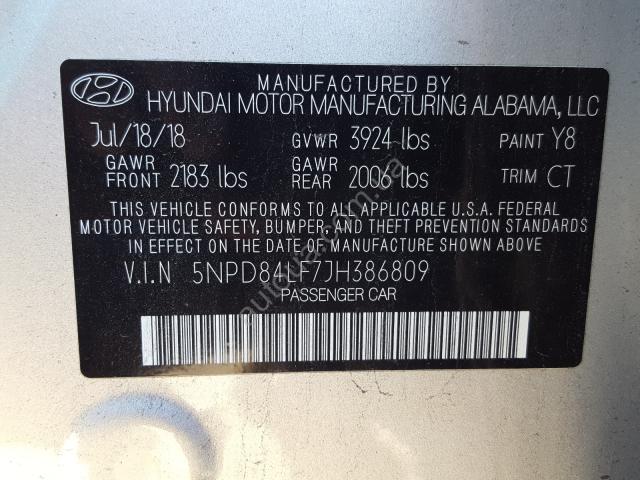 MANUFACTURED BY
HYUNDAI MOTOR MANUFACTURING ALABAMA, LLC
Jul/18/18 GVWR 3924 lbs PAINT Y8
GAWR FRONT 2183 lbs GAWR REAR 2006 lbs TRIM CT
THIS VEHICLE CONFORMS TO ALL APPLICABLE U.S.A. FEDERAL
MOTOR VEHICLE SAFETY, BUMPER, AND THEFT PREVENTION STANDARDS
IN EFFECT ON THE DATE OF MANUFACTURE SHOWN ABOVE.
V.I.N 5NPD84LF7JH386809
PASSENGER CAR